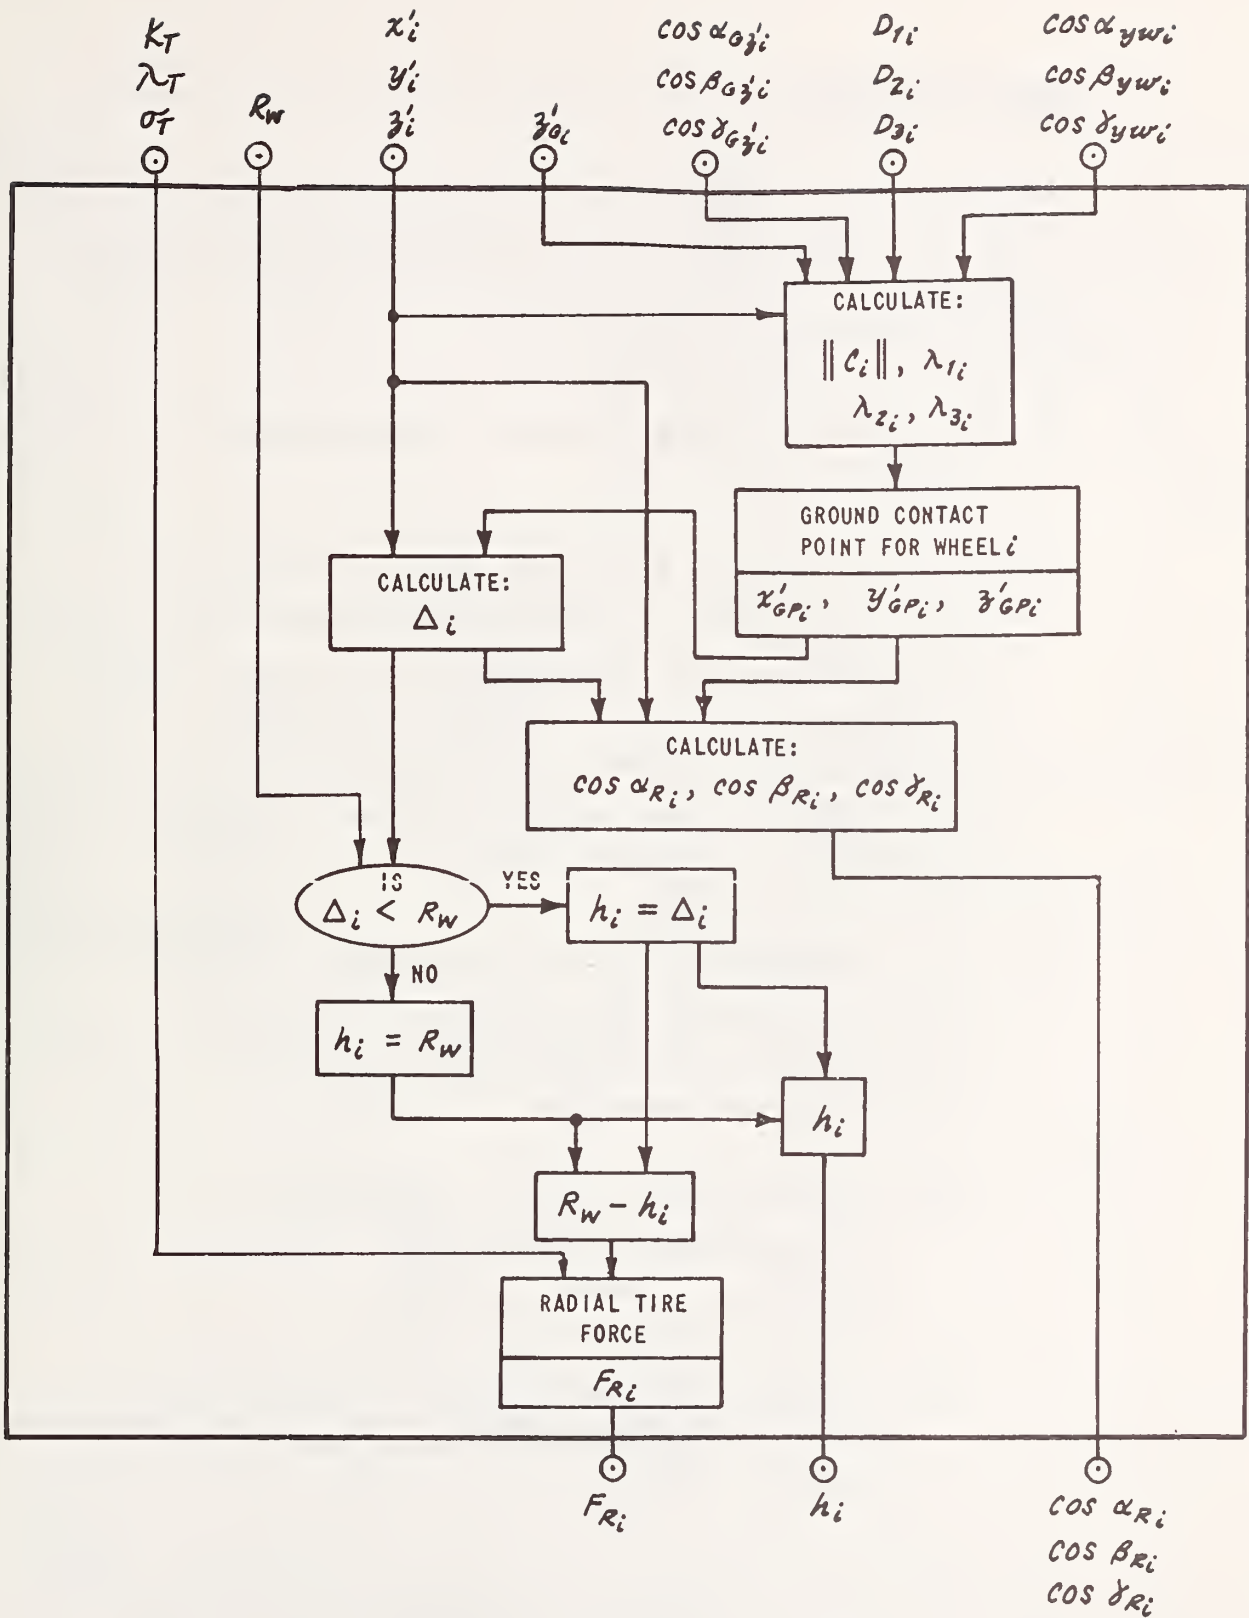 K_T
λ_T
σ_T
R_w
x'_i
y'_i
z'_i
z'_{G_i}
cos α_{Gz'_i}
cos β_{Gz'_i}
cos γ_{Gz'_i}
D_{1i}
D_{2i}
D_{3i}
cos α_{yw_i}
cos β_{yw_i}
cos γ_{yw_i}
CALCULATE:
‖C_i‖, λ_{1i}
λ_{2i}, λ_{3i}
GROUND CONTACT
POINT FOR WHEEL i
x'_{GP_i}, y'_{GP_i}, z'_{GP_i}
CALCULATE:
Δ_i
CALCULATE:
cos α_{R_i}, cos β_{R_i}, cos γ_{R_i}
IS
Δ_i < R_W
YES
h_i = Δ_i
NO
h_i = R_W
h_i
R_W - h_i
RADIAL TIRE
FORCE
F_{R_i}
F_{R_i}
h_i
cos α_{R_i}
cos β_{R_i}
cos γ_{R_i}